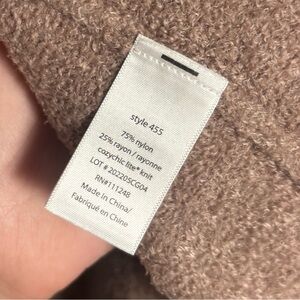 style 455
75% nylon
25% rayon / rayonne
cozychic lite® knit
LOT # 202205CG04
RN#111248
Made in China/
Fabriqué en Chine